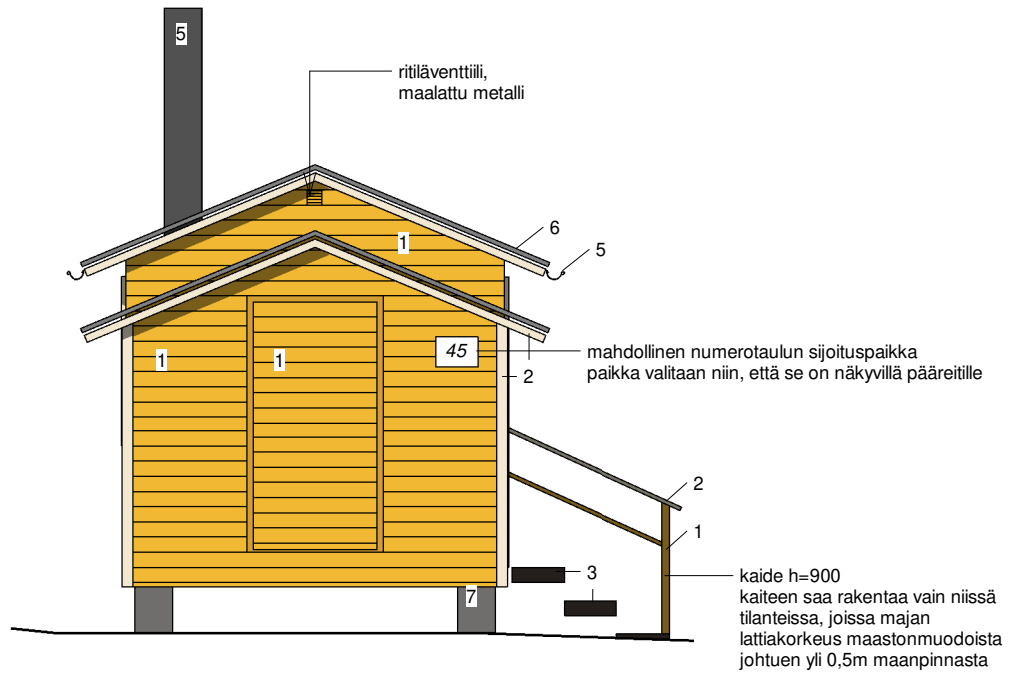 5
ritiläventtiili,
maalattu metalli
6
1
5
1
1
45
mahdollinen numerotaulun sijoituspaikka
paikka valitaan niin, että se on näkyvillä pääreitille
2
2
1
3
7
kaide h=900
kaiteen saa rakentaa vain niissä
tilanteissa, joissa majan
lattiakorkeus maastonmuodoista
johtuen yli 0,5m maanpinnasta